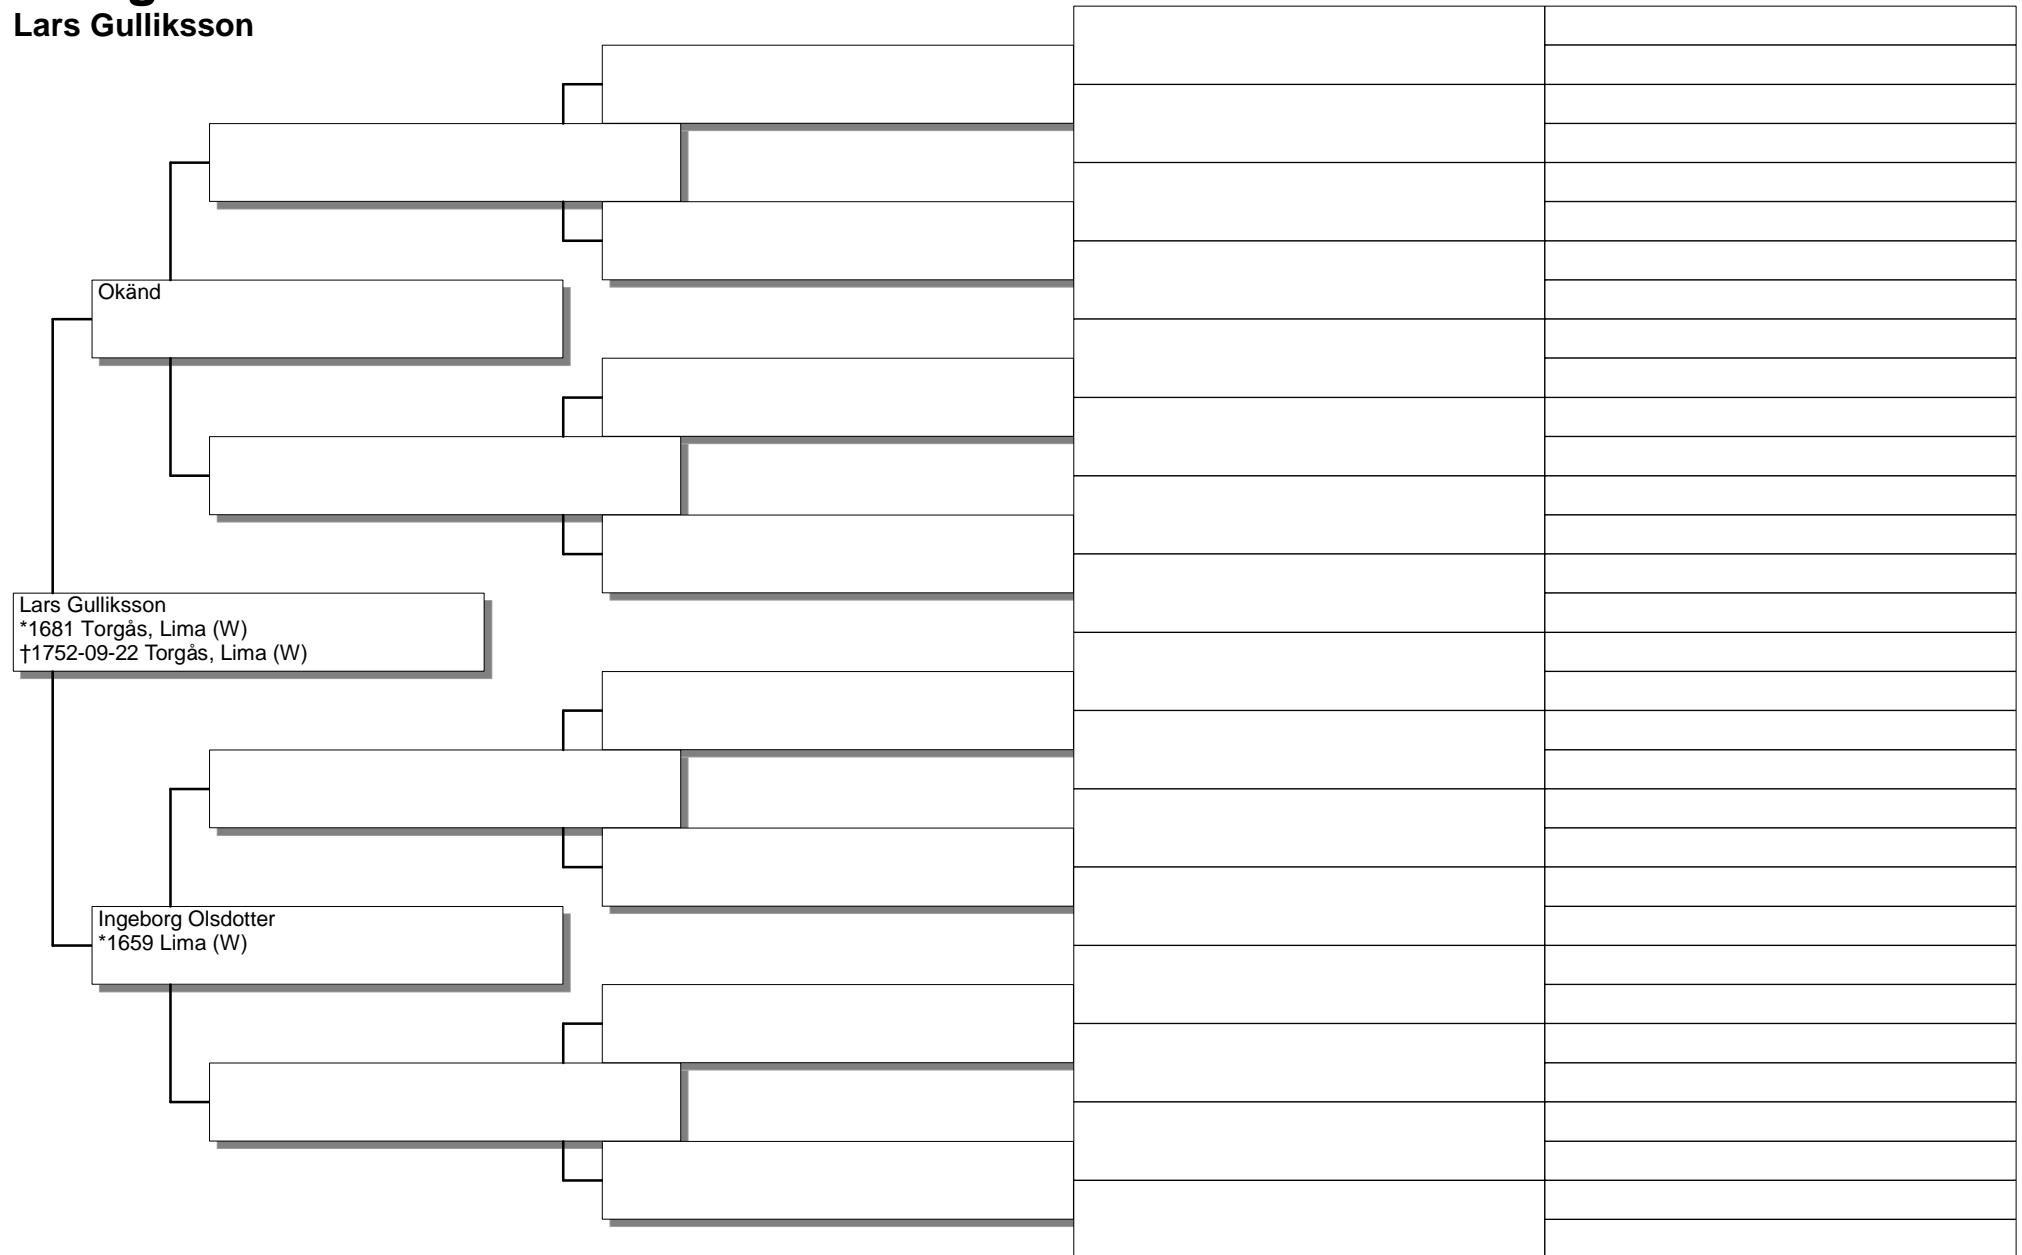 Lars Gulliksson
Okänd
Lars Gulliksson
*1681 Torgås, Lima (W)
†1752-09-22 Torgås, Lima (W)
Ingeborg Olsdotter
*1659 Lima (W)